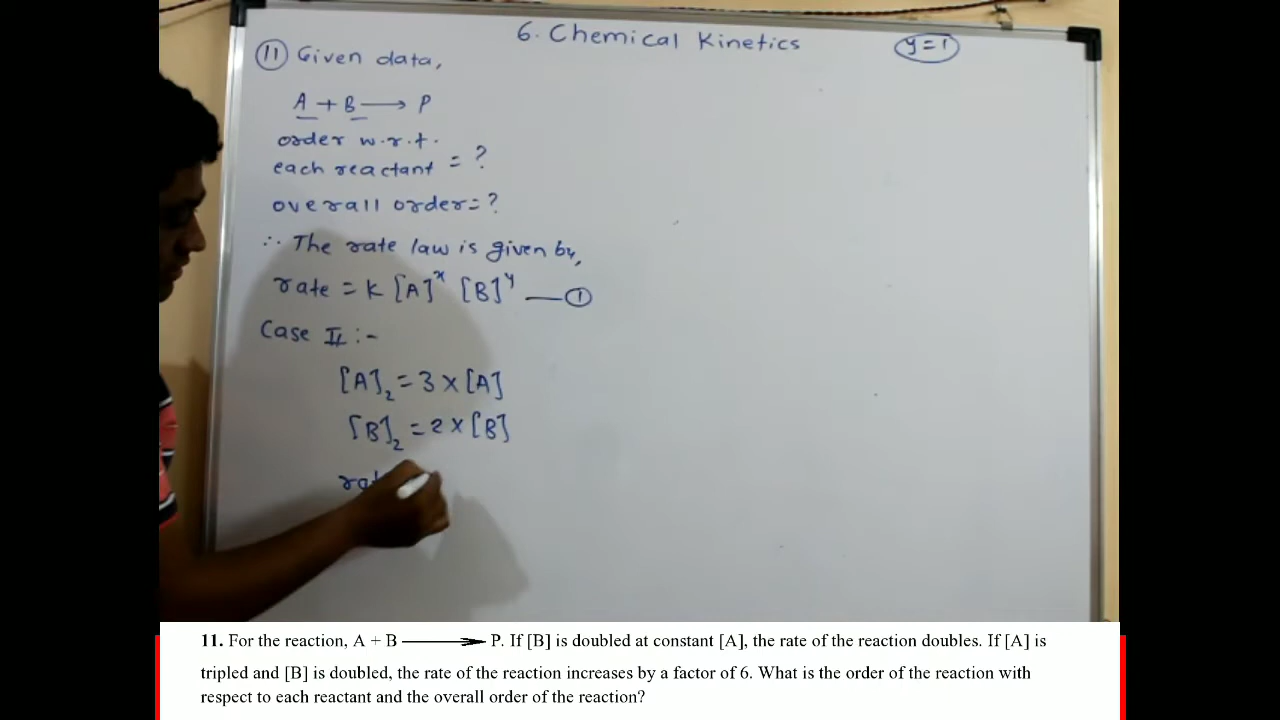 6. Chemical Kinetics
y=1
11 Given data,
A + B ⟶ P
order w.r.t.
each reactant = ?
overall order = ?
∴ The rate law is given by,
rate = K [A]ˣ [B]ʸ — 1
Case II :-
[A]₂ = 3 × [A]
[B]₂ = 2 × [B]
11. For the reaction, A + B ⟶ P. If [B] is doubled at constant [A], the rate of the reaction doubles. If [A] is
tripled and [B] is doubled, the rate of the reaction increases by a factor of 6. What is the order of the reaction with
respect to each reactant and the overall order of the reaction?